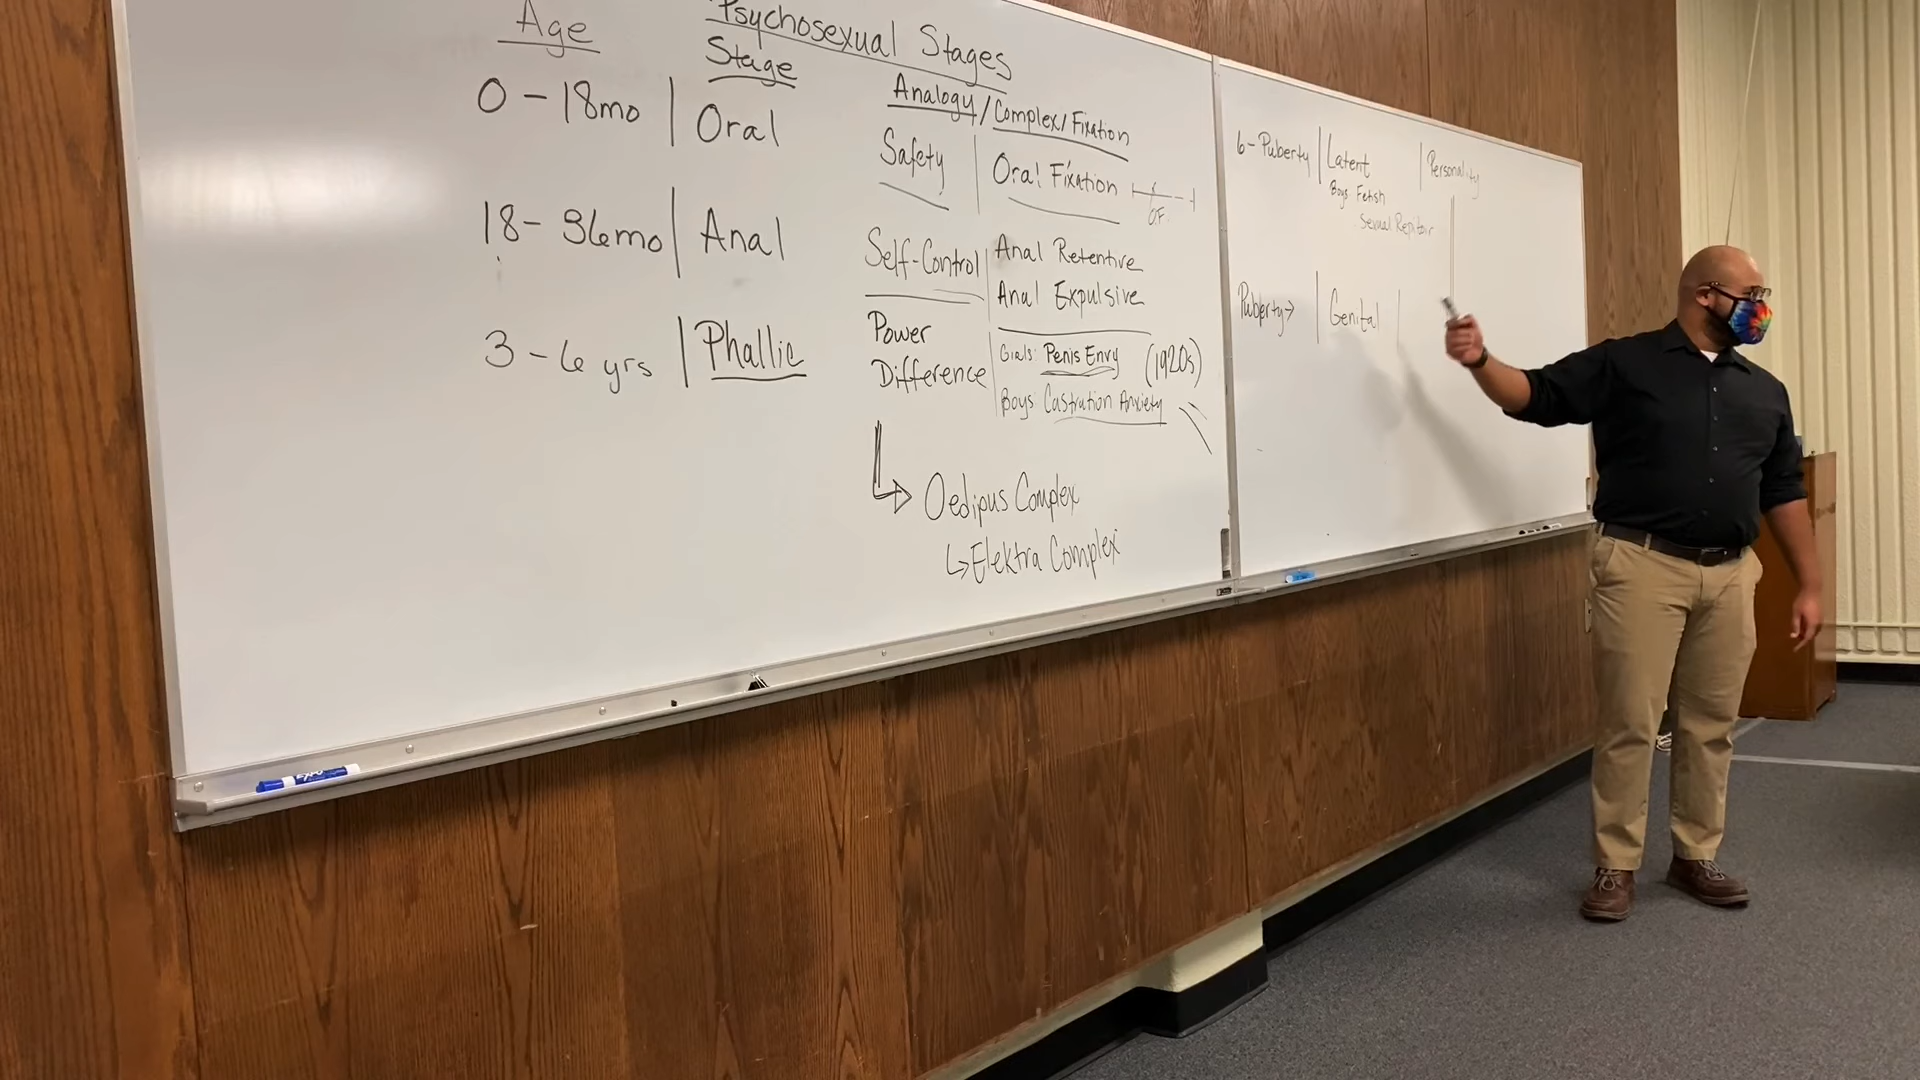 Psychosexual Stages
Age
Stage
Analogy/Complex/Fixation
0-18mo | Oral
Safety | Oral Fixation
O.F.
18-36mo | Anal
Self-Control | Anal Retentive
Anal Expulsive
3-6 yrs | Phallic
Power
Difference
Girls: Penis Envy (1920s)
Boys Castration Anxiety
Oedipus Complex
Elektra Complex
6-Puberty | Latent | Personality
Boys Fetish
Sexual
Puberty→ | Genital |
EXPO